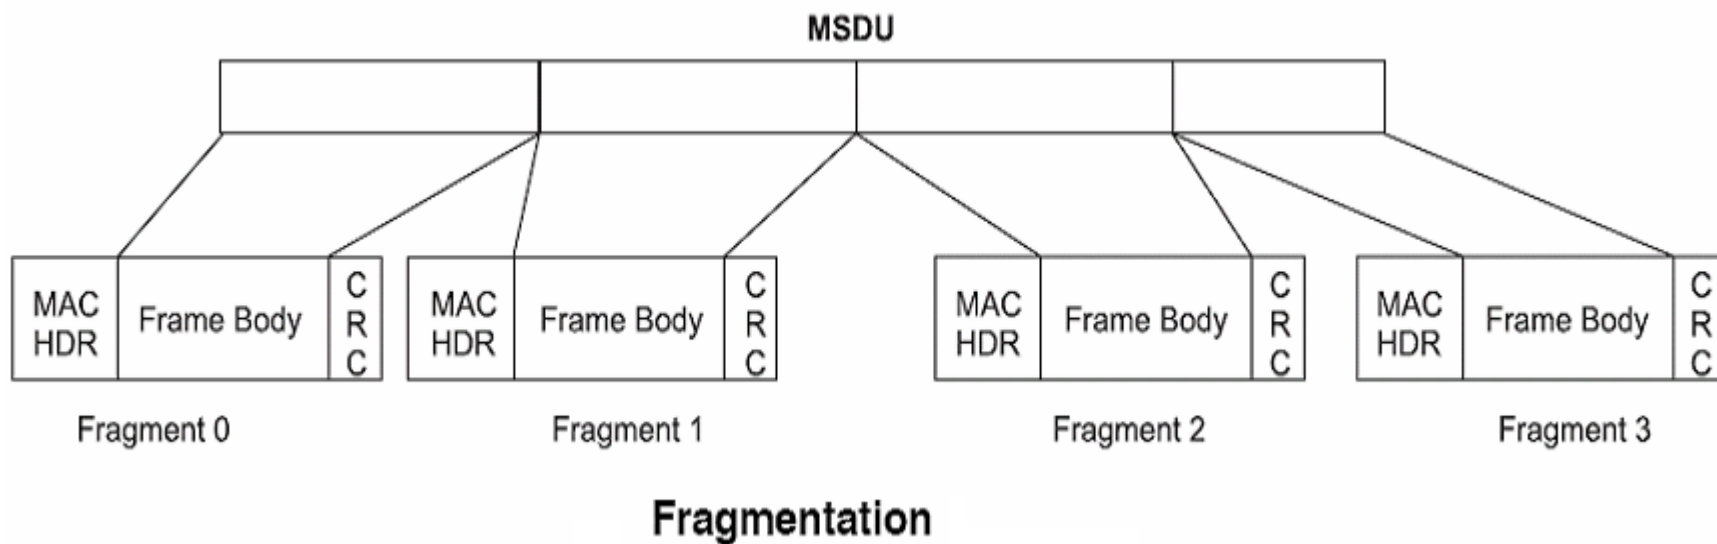 MSDU
MAC
HDR
Frame Body
C
R
C
MAC
HDR
Frame Body
C
R
C
MAC
HDR
Frame Body
C
R
C
MAC
HDR
Frame Body
C
R
C
Fragment 0
Fragment 1
Fragment 2
Fragment 3
Fragmentation